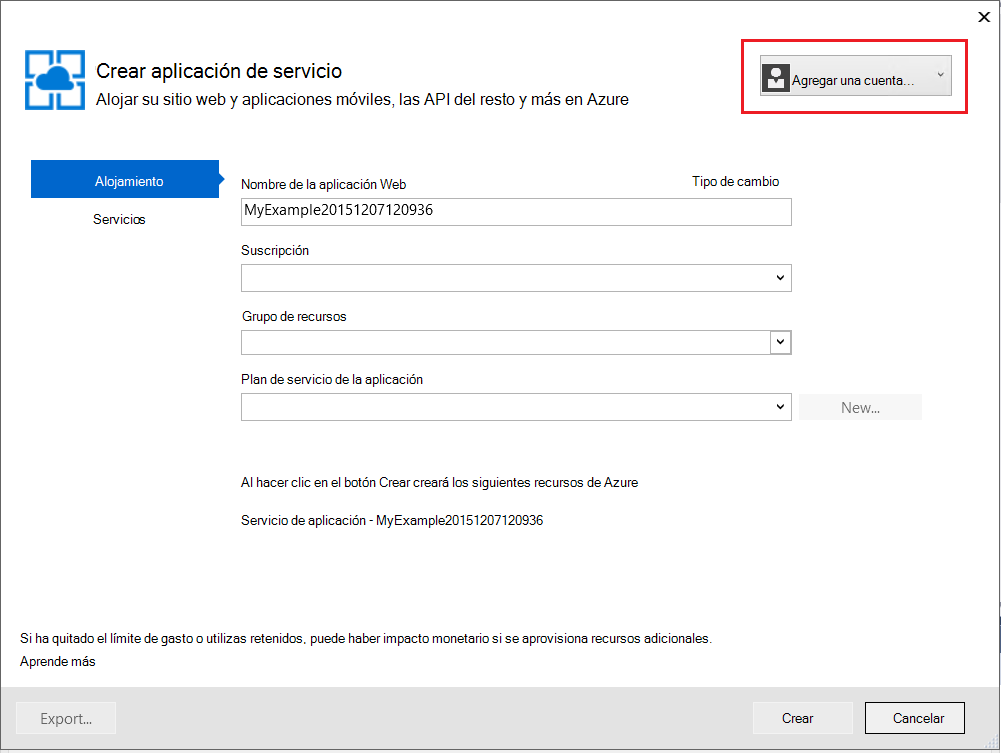 Crear aplicación de servicio
Alojar su sitio web y aplicaciones móviles, las API del resto y más en Azure
Agregar una cuenta...
Alojamiento
Servicios
Nombre de la aplicación Web
Tipo de cambio
MyExample20151207120936
Suscripción
Grupo de recursos
Plan de servicio de la aplicación
New...
Al hacer clic en el botón Crear creará los siguientes recursos de Azure
Servicio de aplicación - MyExample20151207120936
Si ha quitado el límite de gasto o utilizas retenidos, puede haber impacto monetario si se aprovisiona recursos adicionales.
Aprende más
Export...
Crear
Cancelar